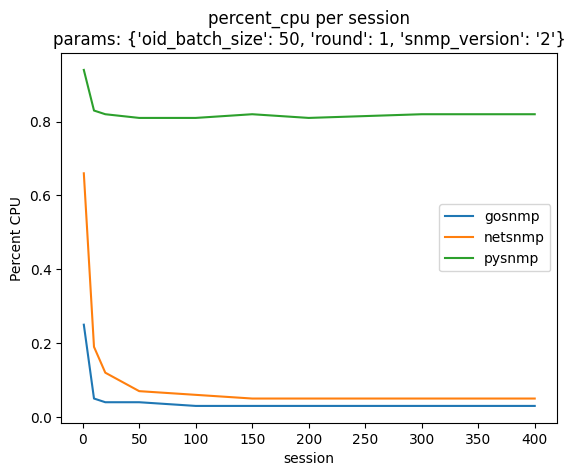 percent_cpu per session
params: {'oid_batch_size': 50, 'round': 1, 'snmp_version': '2'}
Percent CPU
0.8
0.6
0.4
0.2
0.0
gosnmp
netsnmp
pysnmp
0 50 100 150 200 250 300 350 400
session